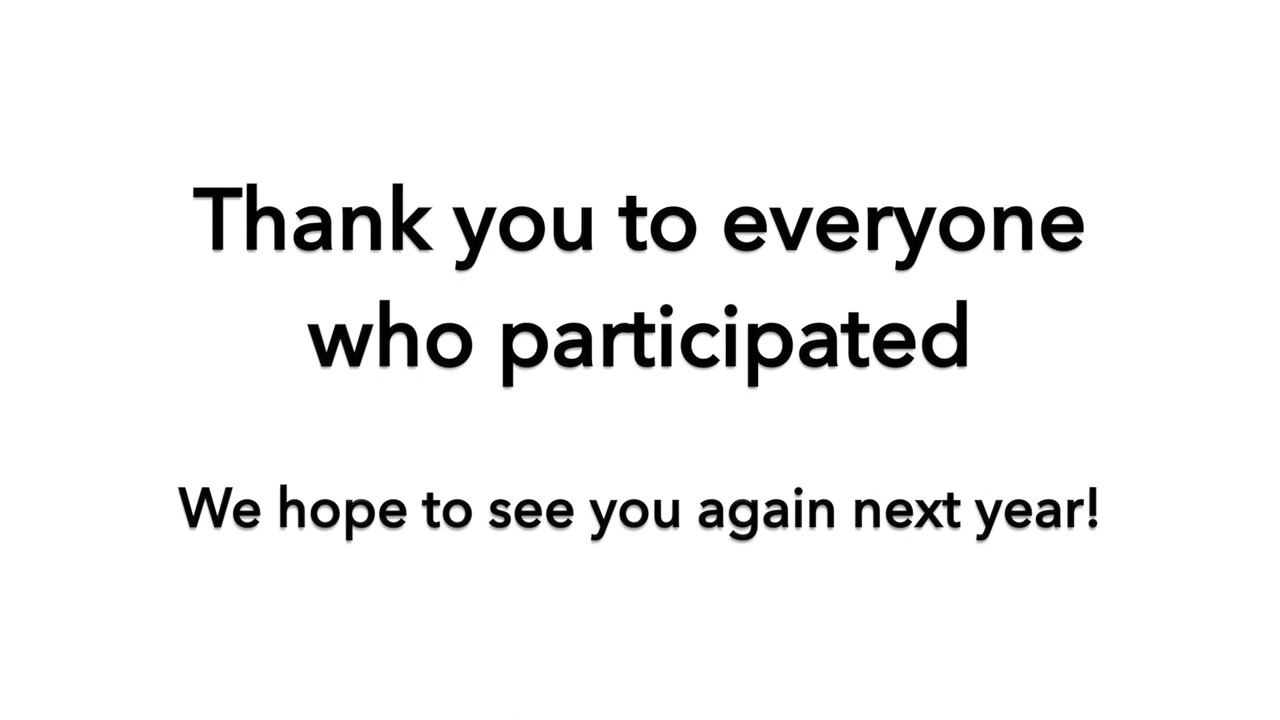 Thank you to everyone
who participated
We hope to see you again next year!